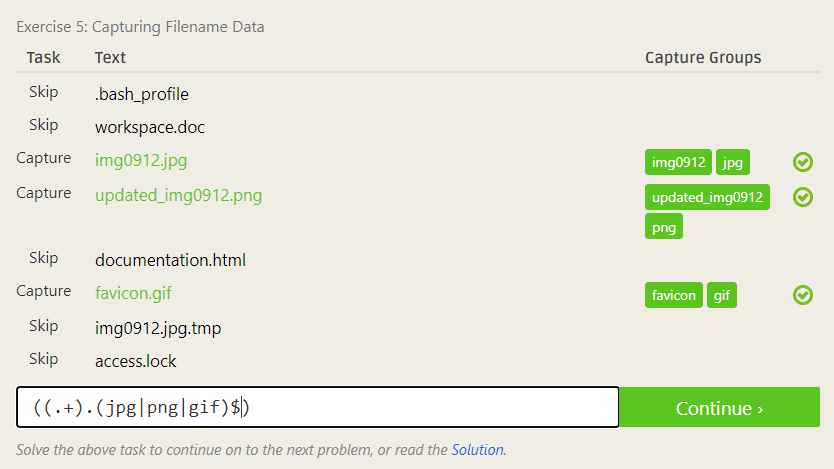 Exercise 5: Capturing Filename Data
Task Text Capture Groups
Skip .bash_profile
Skip workspace.doc
Capture img0912.jpg img0912 jpg
Capture updated_img0912.png updated_img0912
png
Skip documentation.html
Capture favicon.gif favicon gif
Skip img0912.jpg.tmp
Skip access.lock
((.+).(jpg|png|gif)$) Continue ›
Solve the above task to continue on to the next problem, or read the Solution.